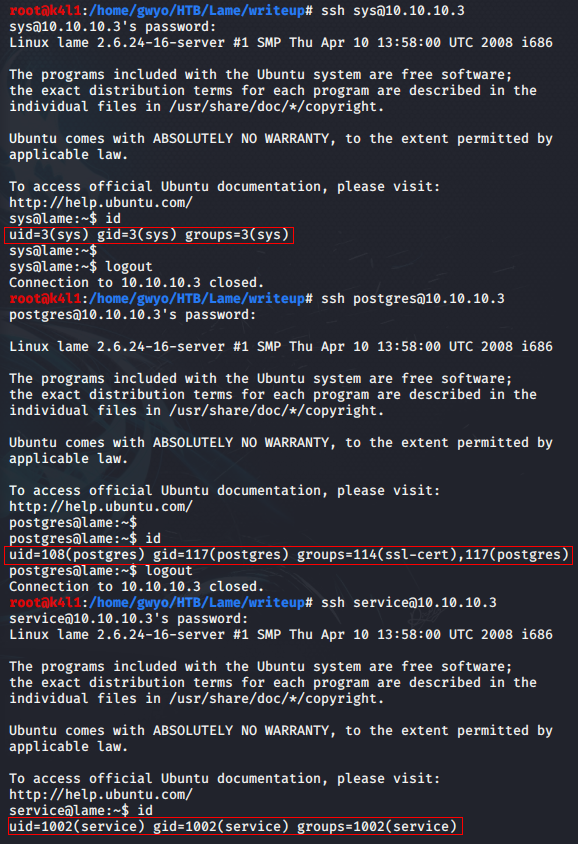 root@k4l1:/home/gwyo/HTB/Lame/writeup# ssh sys@10.10.10.3
sys@10.10.10.3's password:
Linux lame 2.6.24-16-server #1 SMP Thu Apr 10 13:58:00 UTC 2008 i686
The programs included with the Ubuntu system are free software;
the exact distribution terms for each program are described in the
individual files in /usr/share/doc/*/copyright.
Ubuntu comes with ABSOLUTELY NO WARRANTY, to the extent permitted by
applicable law.
To access official Ubuntu documentation, please visit:
http://help.ubuntu.com/
sys@lame:~$ id
uid=3(sys) gid=3(sys) groups=3(sys)
sys@lame:~$
sys@lame:~$ logout
Connection to 10.10.10.3 closed.
root@k4l1:/home/gwyo/HTB/Lame/writeup# ssh postgres@10.10.10.3
postgres@10.10.10.3's password:
Linux lame 2.6.24-16-server #1 SMP Thu Apr 10 13:58:00 UTC 2008 i686
The programs included with the Ubuntu system are free software;
the exact distribution terms for each program are described in the
individual files in /usr/share/doc/*/copyright.
Ubuntu comes with ABSOLUTELY NO WARRANTY, to the extent permitted by
applicable law.
To access official Ubuntu documentation, please visit:
http://help.ubuntu.com/
postgres@lame:~$
postgres@lame:~$ id
uid=108(postgres) gid=117(postgres) groups=114(ssl-cert),117(postgres)
postgres@lame:~$ logout
Connection to 10.10.10.3 closed.
root@k4l1:/home/gwyo/HTB/Lame/writeup# ssh service@10.10.10.3
service@10.10.10.3's password:
Linux lame 2.6.24-16-server #1 SMP Thu Apr 10 13:58:00 UTC 2008 i686
The programs included with the Ubuntu system are free software;
the exact distribution terms for each program are described in the
individual files in /usr/share/doc/*/copyright.
Ubuntu comes with ABSOLUTELY NO WARRANTY, to the extent permitted by
applicable law.
To access official Ubuntu documentation, please visit:
http://help.ubuntu.com/
service@lame:~$ id
uid=1002(service) gid=1002(service) groups=1002(service)